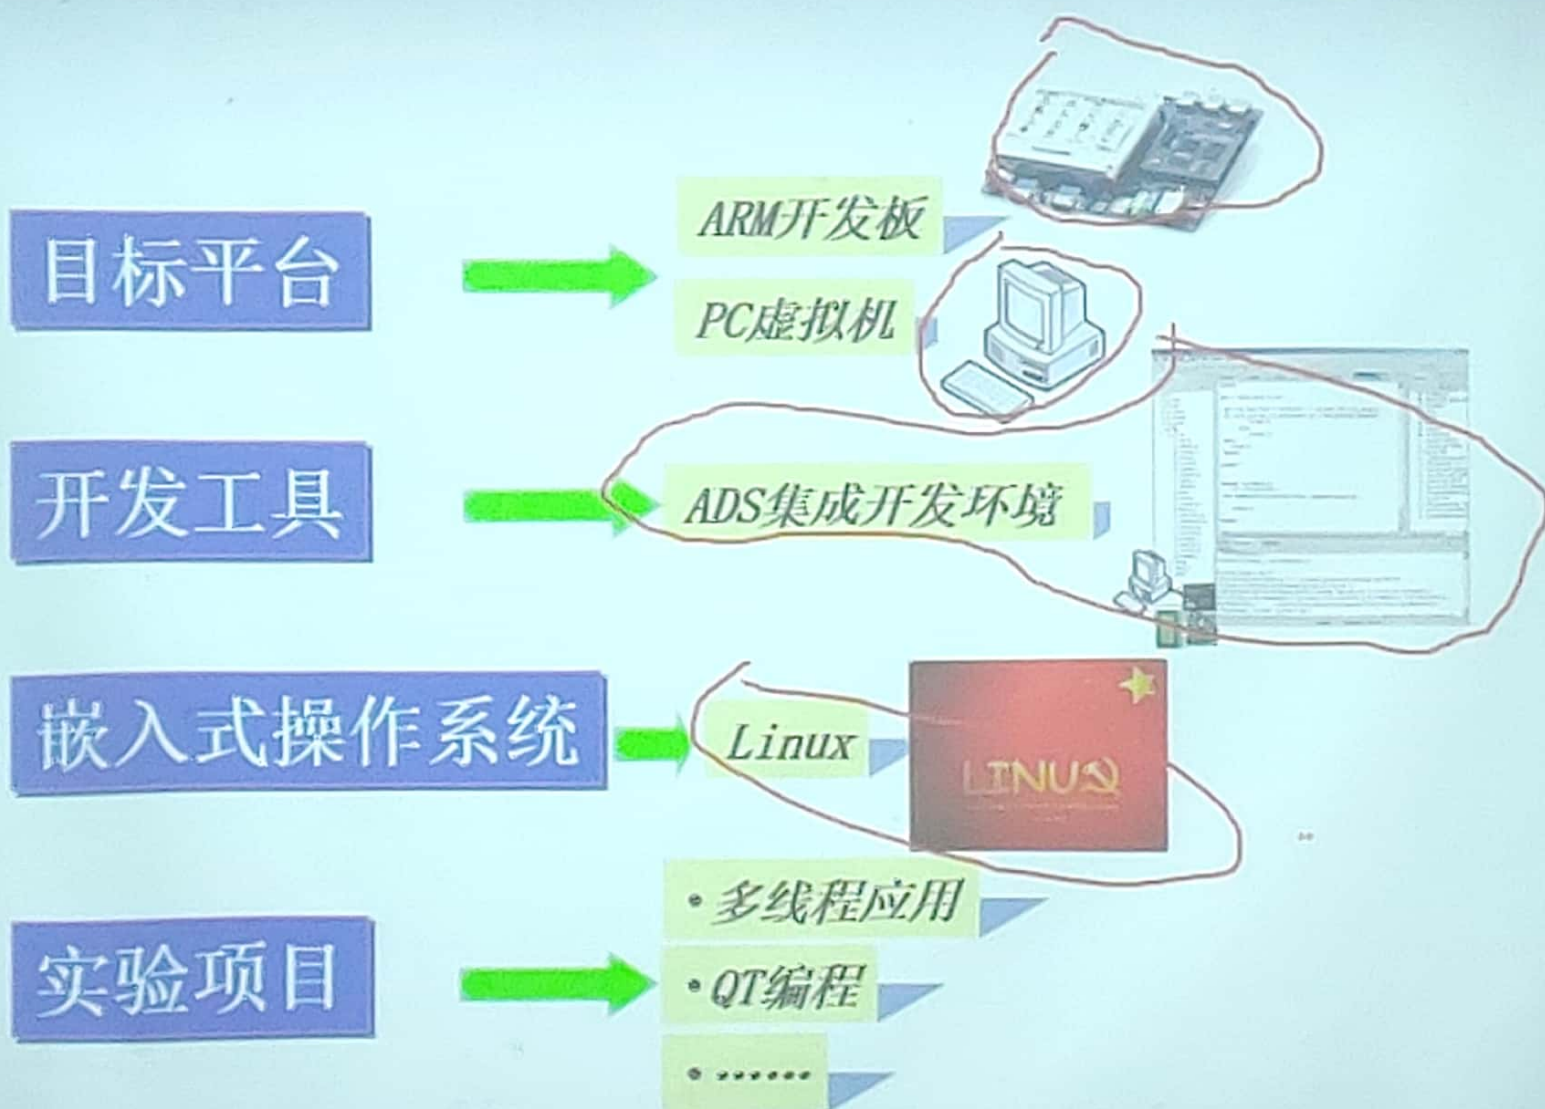 目标平台
ARM开发板
PC虚拟机
开发工具
ADS集成开发环境
嵌入式操作系统
Linux
LINUX
实验项目
• 多线程应用
• QT编程
• ······